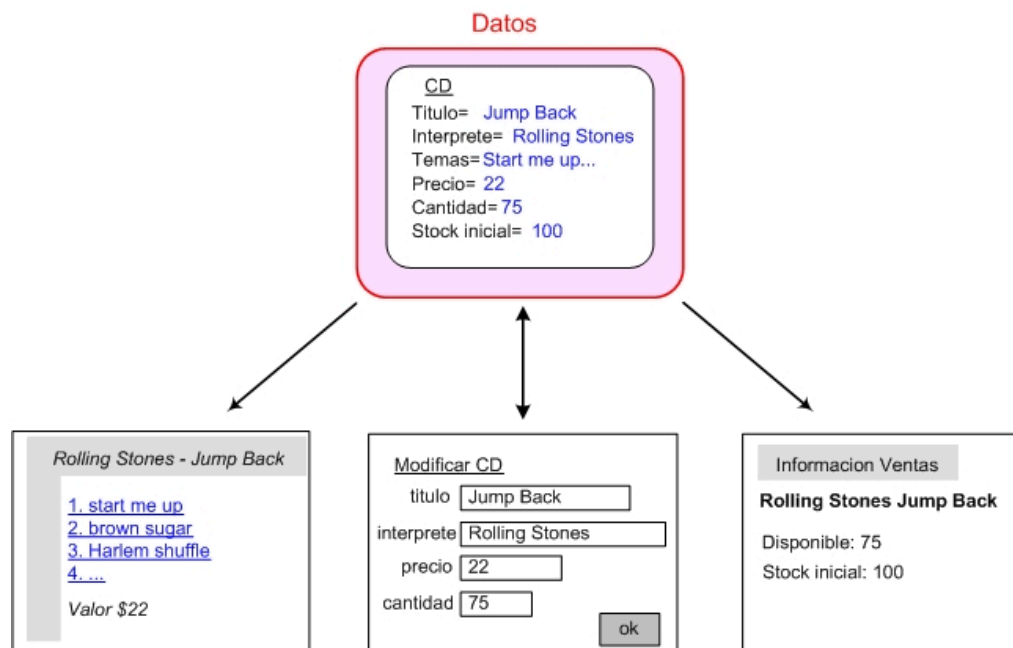 Datos
CD
Titulo= Jump Back
Interprete= Rolling Stones
Temas= Start me up...
Precio= 22
Cantidad= 75
Stock inicial= 100
Rolling Stones - Jump Back
1. start me up
2. brown sugar
3. Harlem shuffle
4. ...
Valor $22
Modificar CD
titulo Jump Back
interprete Rolling Stones
precio 22
cantidad 75
ok
Informacion Ventas
Rolling Stones Jump Back
Disponible: 75
Stock inicial: 100